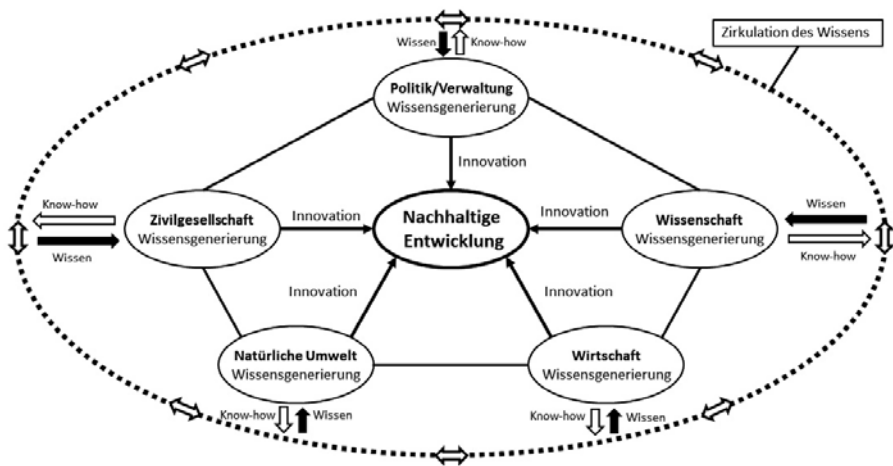 Zirkulation des Wissens
Wissen
Know-how
Politik/Verwaltung
Wissensgenerierung
Innovation
Know-how
Wissen
Zivilgesellschaft
Wissensgenerierung
Innovation
Nachhaltige
Entwicklung
Innovation
Wissenschaft
Wissensgenerierung
Wissen
Know-how
Innovation
Innovation
Natürliche Umwelt
Wissensgenerierung
Wirtschaft
Wissensgenerierung
Know-how
Wissen
Know-how
Wissen